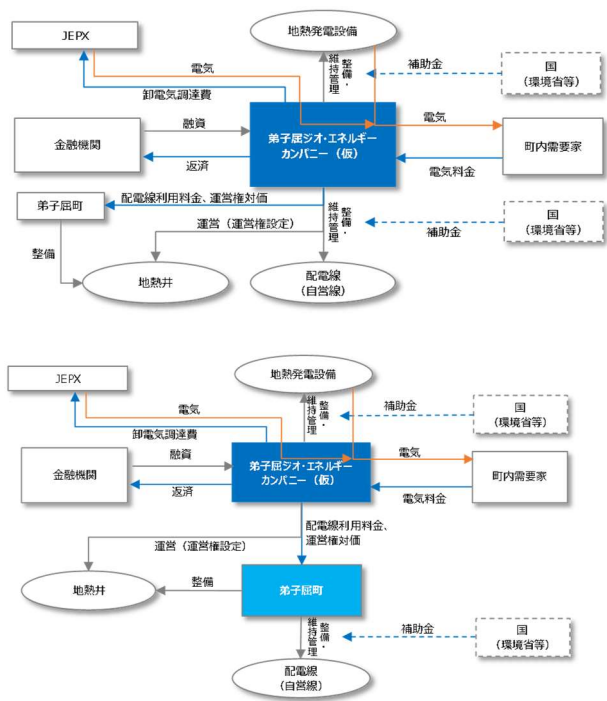 JEPX
地熱発電設備
国
(環境省等)
電気
整備・
維持管理
補助金
卸電気調達費
金融機関
融資
返済
弟子屈ジオ・エネルギー
カンパニー(仮)
電気
電気料金
町内需要家
弟子屈町
配電線利用料金、運営権対価
整備・
維持管理
補助金
国
(環境省等)
運営(運営権設定)
整備
地熱井
配電線
(自営線)
JEPX
地熱発電設備
電気
整備・
維持管理
補助金
国
(環境省等)
卸電気調達費
金融機関
融資
返済
弟子屈ジオ・エネルギー
カンパニー(仮)
電気
電気料金
町内需要家
配電線利用料金、
運営権対価
運営(運営権設定)
地熱井
整備
弟子屈町
整備・
維持管理
補助金
国
(環境省等)
配電線
(自営線)